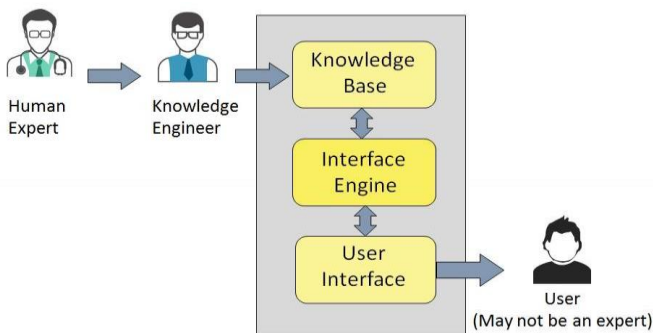 Human
Expert
Knowledge
Engineer
Knowledge
Base
Interface
Engine
User
Interface
User
(May not be an expert)